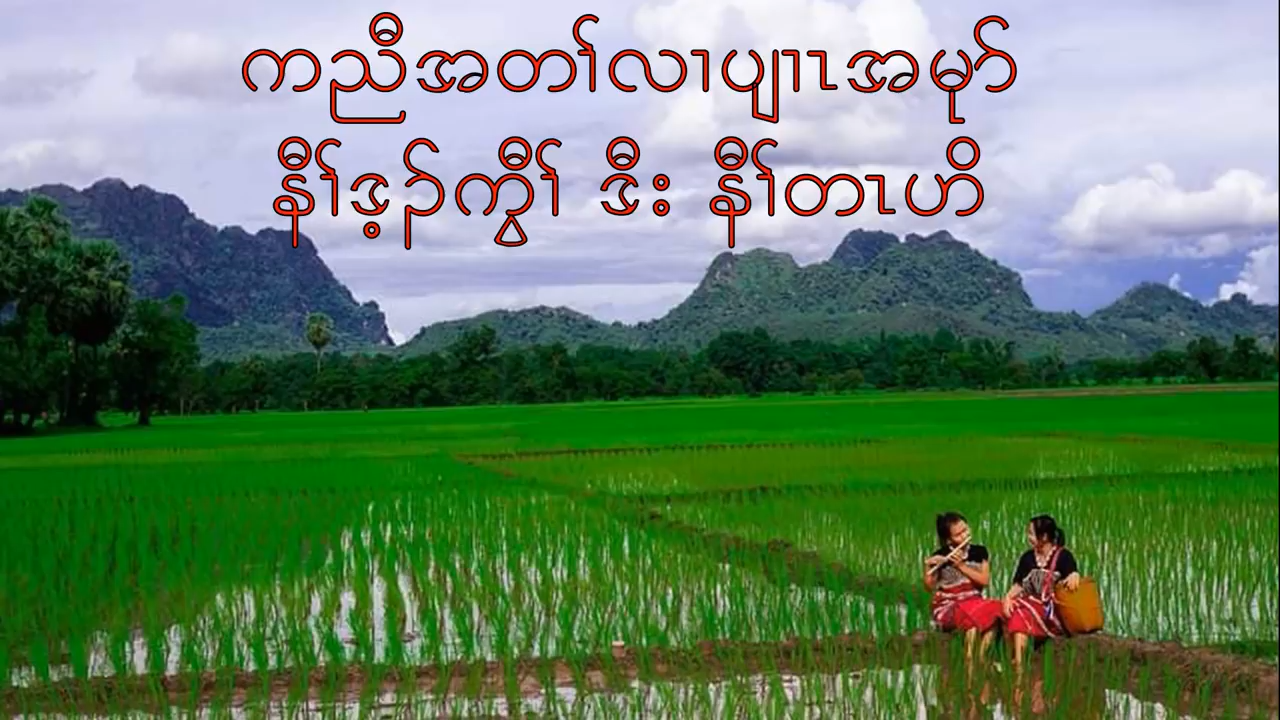 ကညီအတၢ်လၢပျၢၤအမုာ်
နီၢ်ဒ့ၣ်ကွီၢ် ဒီး နီၢ်တၤဟိ